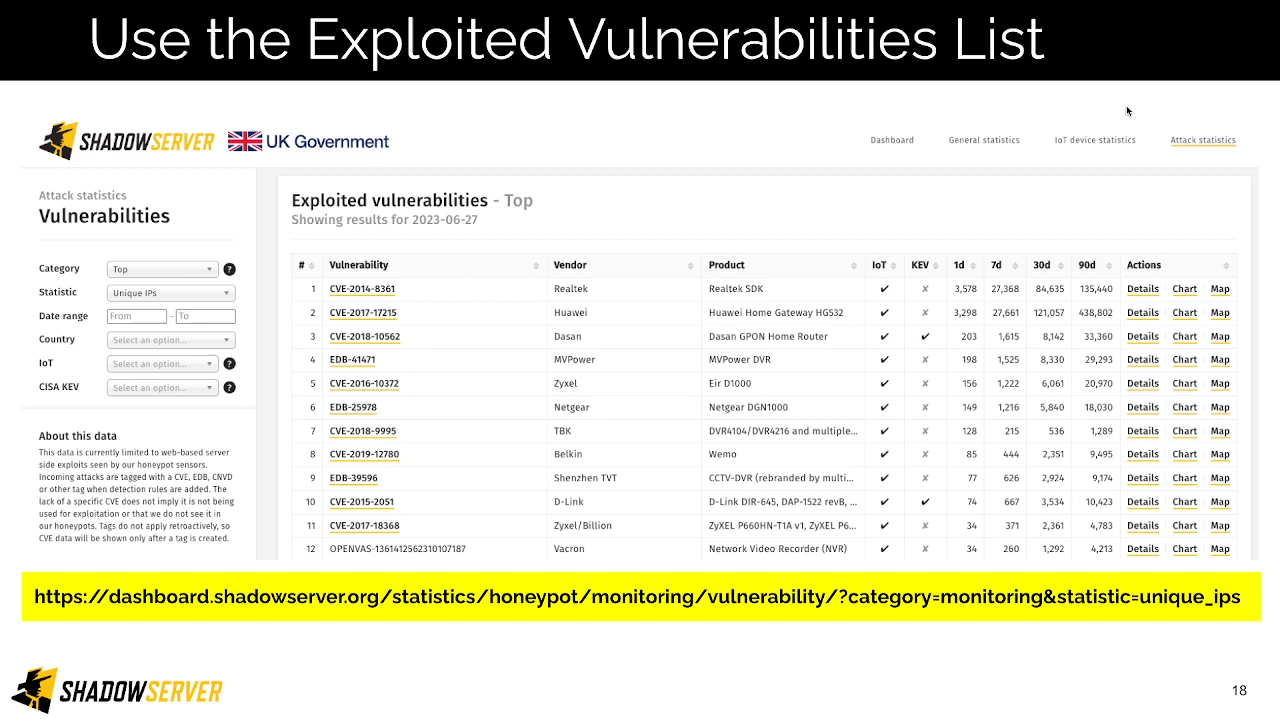 Use the Exploited Vulnerabilities List
SHADOWSERVER UK Government
Dashboard General statistics IoT device statistics Attack statistics
Attack statistics
Vulnerabilities
Category Top ?
Statistic Unique IPs
Date range From - To
Country Select an option...
IoT Select an option... ?
CISA KEV Select an option... ?
About this data
This data is currently limited to web-based server
side exploits seen by our honeypot sensors.
Incoming attacks are tagged with a CVE, EDB, CNVD
or other tag when detection rules are added. The
lack of a specific CVE does not imply it is not being
used for exploitation or that we do not see it in
our honeypots. Tags do not apply retroactively, so
CVE data will be shown only after a tag is created.
Exploited vulnerabilities - Top
Showing results for 2023-06-27
# Vulnerability Vendor Product IoT KEV 1d 7d 30d 90d Actions
1 CVE-2014-8361 Realtek Realtek SDK ✔ ✘ 3,578 27,368 84,635 135,440 Details Chart Map
2 CVE-2017-17215 Huawei Huawei Home Gateway HG532 ✔ ✘ 3,298 27,661 121,057 438,802 Details Chart Map
3 CVE-2018-10562 Dasan Dasan GPON Home Router ✔ ✔ 203 1,615 8,142 33,360 Details Chart Map
4 EDB-41471 MVPower MVPower DVR ✔ ✘ 198 1,525 8,330 29,293 Details Chart Map
5 CVE-2016-10372 Zyxel Eir D1000 ✔ ✘ 156 1,222 6,061 20,970 Details Chart Map
6 EDB-25978 Netgear Netgear DGN1000 ✔ ✘ 149 1,216 5,840 18,030 Details Chart Map
7 CVE-2018-9995 TBK DVR4104/DVR4216 and multiple... ✔ ✘ 128 215 536 1,289 Details Chart Map
8 CVE-2019-12780 Belkin Wemo ✔ ✘ 85 444 2,351 9,495 Details Chart Map
9 EDB-39596 Shenzhen TVT CCTV-DVR (rebranded by multi... ✔ ✘ 77 626 2,924 9,174 Details Chart Map
10 CVE-2015-2051 D-Link D-Link DIR-645, DAP-1522 revB, ... ✔ ✔ 74 667 3,534 10,423 Details Chart Map
11 CVE-2017-18368 Zyxel/Billion ZyXEL P660HN-T1A v1, ZyXEL P6... ✔ ✘ 34 371 2,361 4,783 Details Chart Map
12 OPENVAS-1361412562310107187 Vacron Network Video Recorder (NVR) ✔ ✘ 34 260 1,292 4,213 Details Chart Map
https://dashboard.shadowserver.org/statistics/honeypot/monitoring/vulnerability/?category=monitoring&statistic=unique_ips
SHADOWSERVER
18